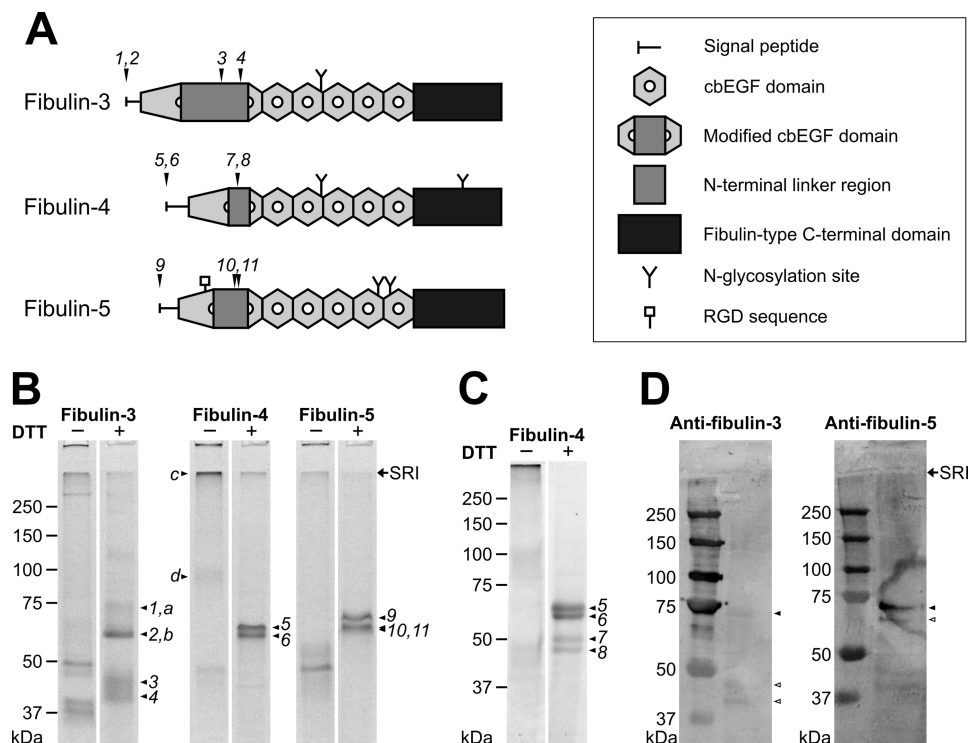 A
1,2 3 4
Fibulin-3
5,6 7,8
Fibulin-4
9 10,11
Fibulin-5
Signal peptide
cbEGF domain
Modified cbEGF domain
N-terminal linker region
Fibulin-type C-terminal domain
N-glycosylation site
RGD sequence
B
Fibulin-3 Fibulin-4 Fibulin-5
DTT − + − + − +
c SRI
250
150
100 d
75 1,a 9
2,b 5 10,11
6
50
3
4
37
kDa
C
Fibulin-4
DTT − +
250
150
100
75
5
6
50 7
8
37
kDa
D
Anti-fibulin-3 Anti-fibulin-5
SRI
250 250
150 150
100 100
75 75
50 50
37 37
kDa kDa